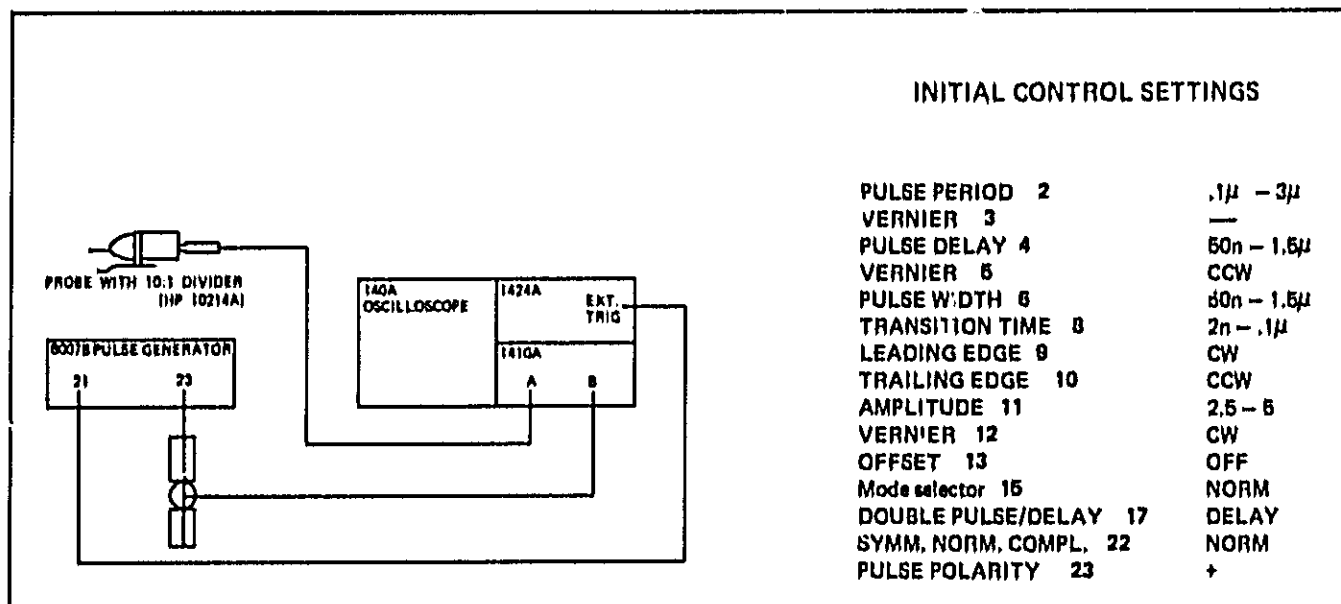 INITIAL CONTROL SETTINGS
PULSE PERIOD 2 .1μ – 3μ
VERNIER 3 —
PULSE DELAY 4 50n – 1.5μ
VERNIER 5 CCW
PULSE WIDTH 6 50n – 1.5μ
TRANSITION TIME 8 2n – .1μ
LEADING EDGE 9 CW
TRAILING EDGE 10 CCW
AMPLITUDE 11 2,5 – 5
VERNIER 12 CW
OFFSET 13 OFF
Mode selector 15 NORM
DOUBLE PULSE/DELAY 17 DELAY
SYMM, NORM, COMPL, 22 NORM
PULSE POLARITY 23 +
PROBE WITH 10:1 DIVIDER
(HP 10214A)
8007B PULSE GENERATOR
21 23
140A
OSCILLOSCOPE
1424A
EXT.
TRIG
1410A
A B